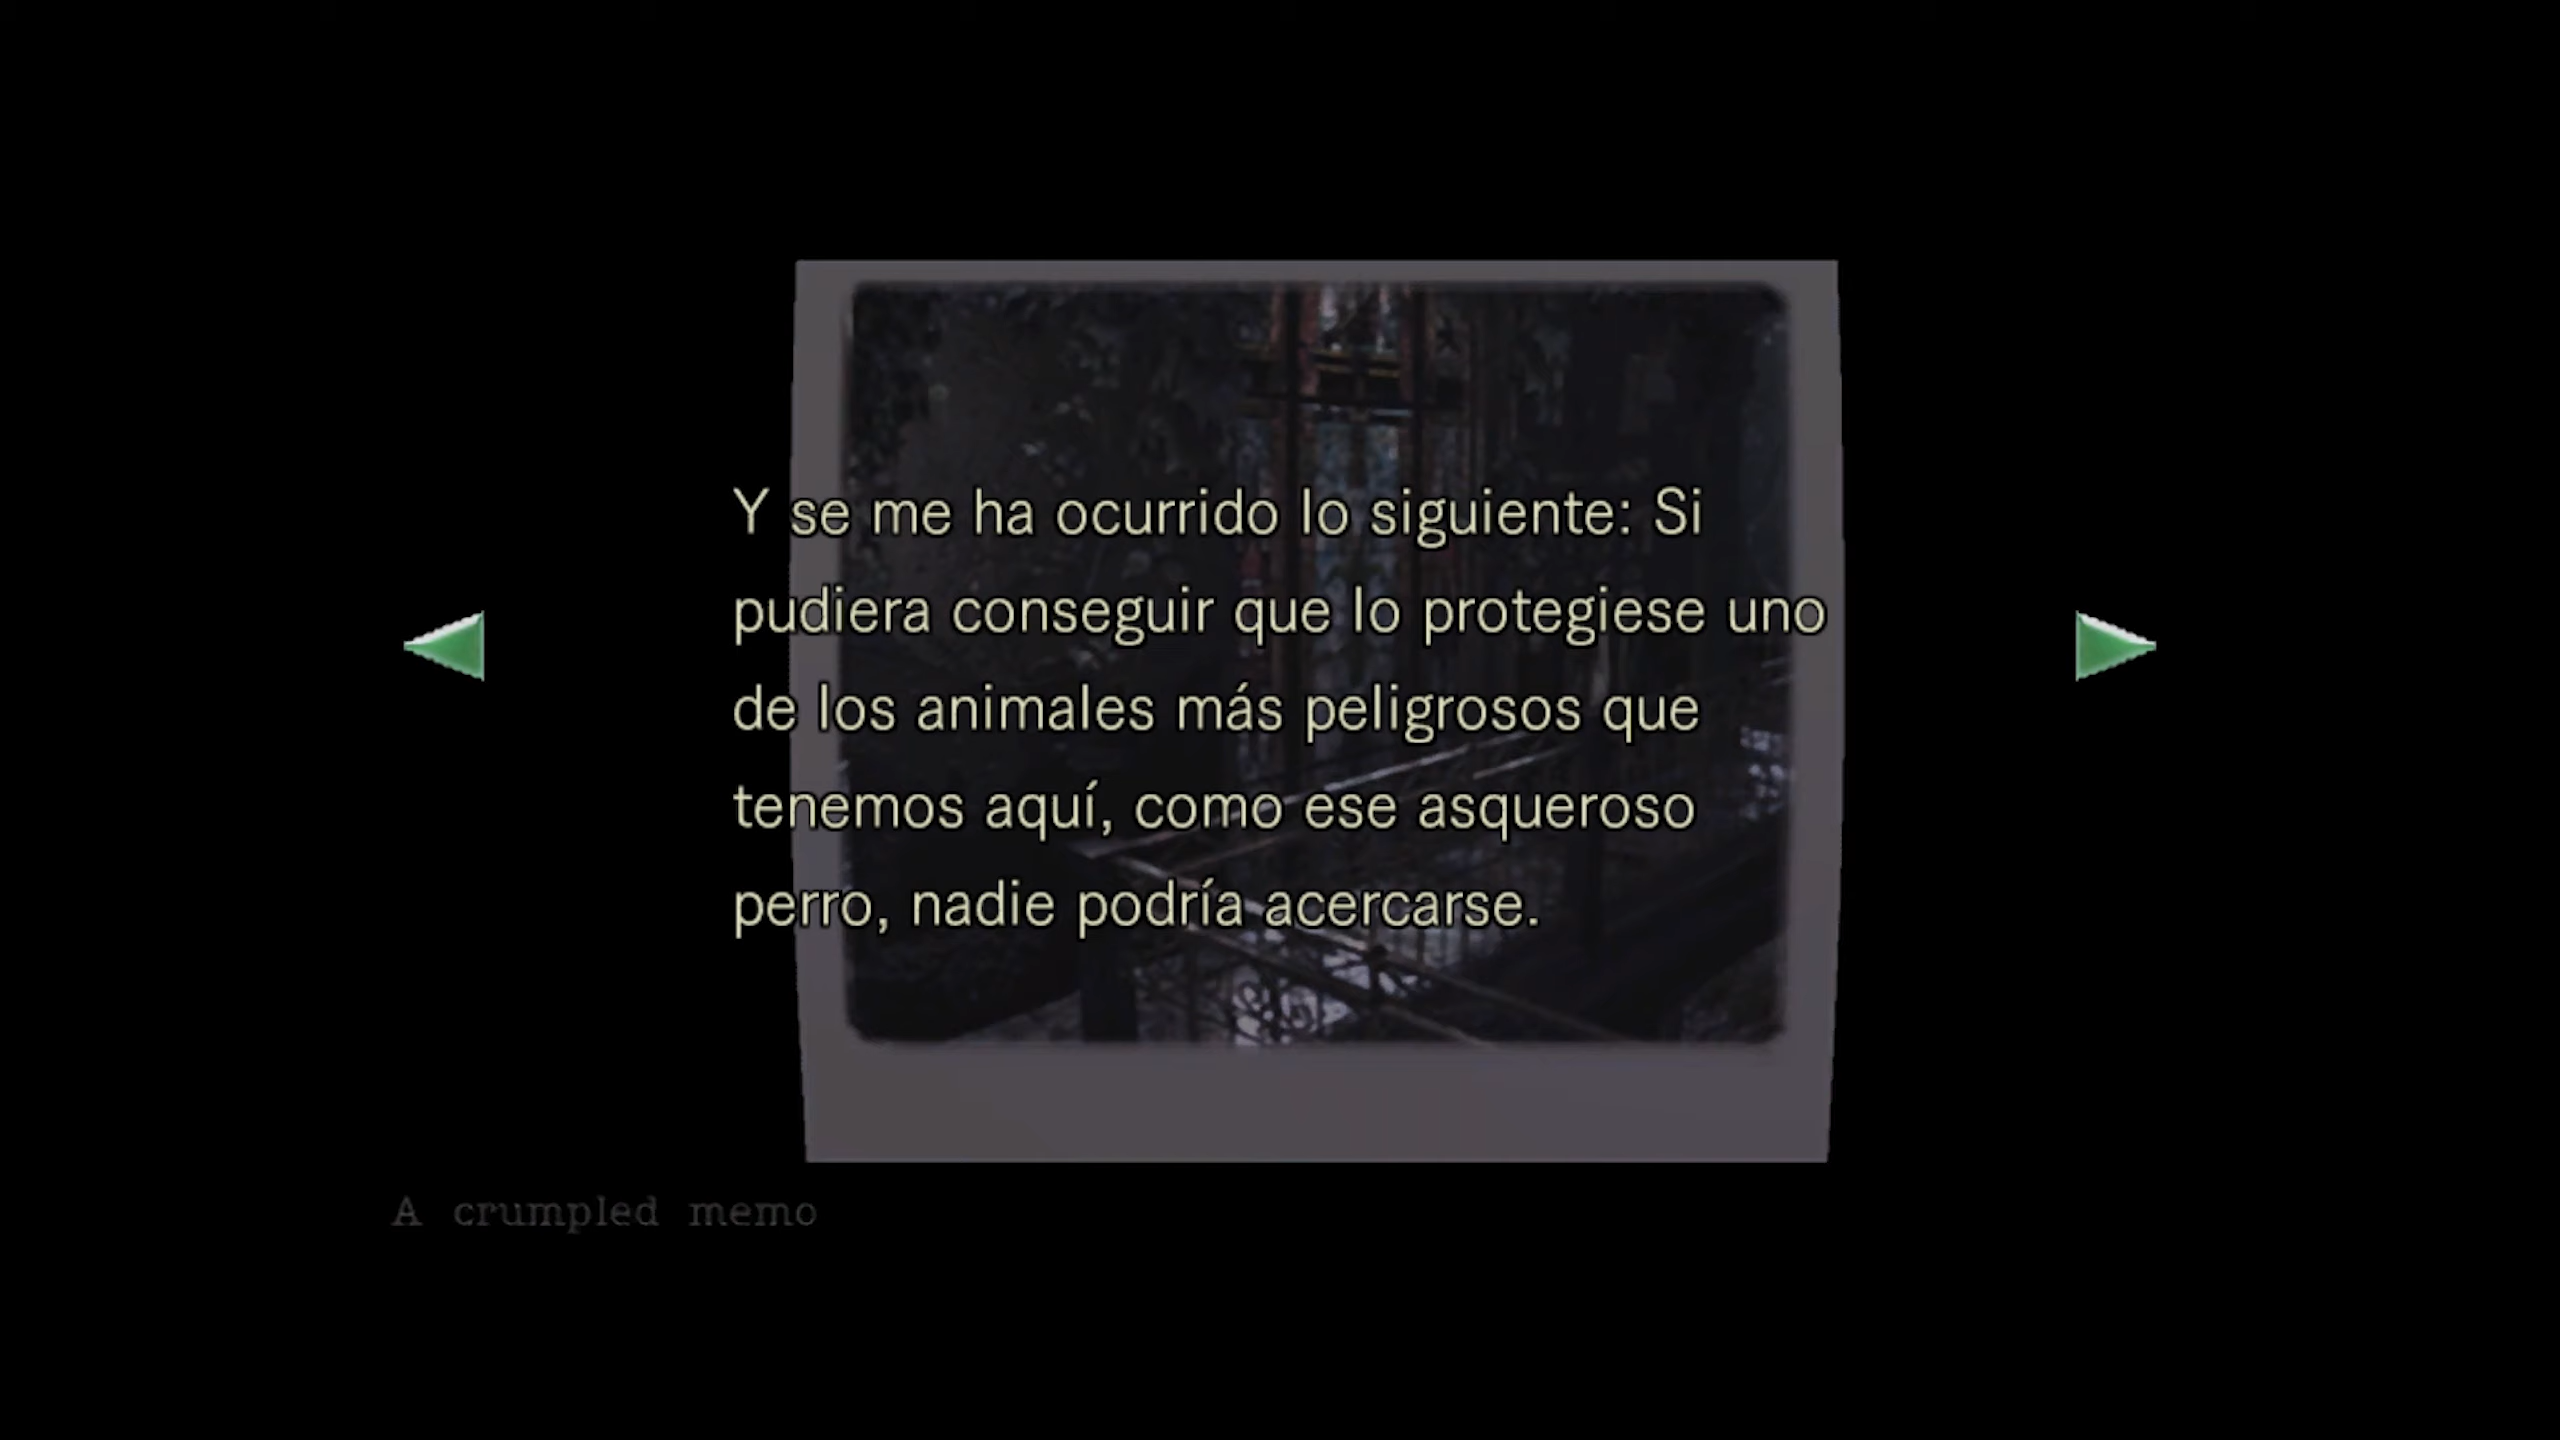 Y se me ha ocurrido lo siguiente: Si
pudiera conseguir que lo protegiese uno
de los animales más peligrosos que
tenemos aquí, como ese asqueroso
perro, nadie podría acercarse.
A crumpled memo